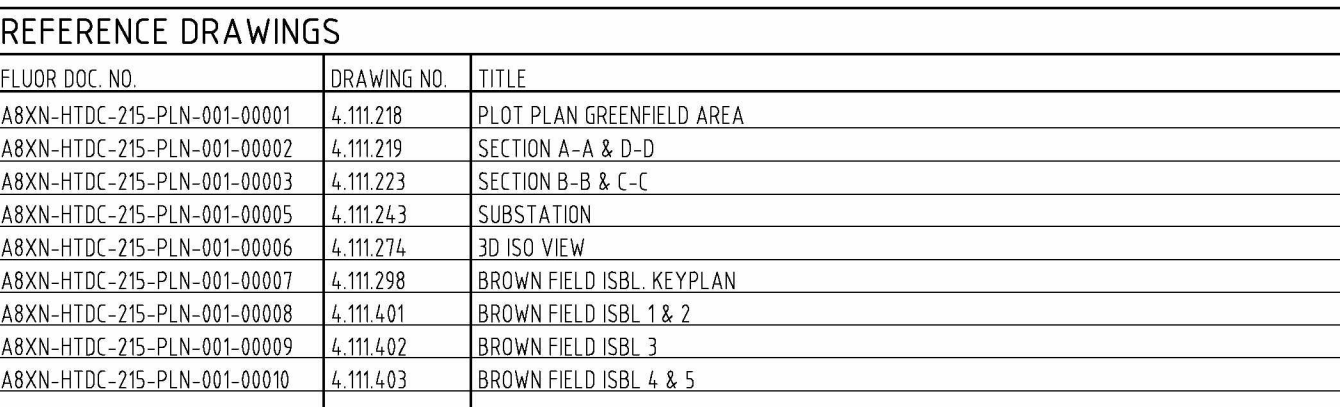 REFERENCE DRAWINGS
FLUOR DOC. NO. DRAWING NO. TITLE
A8XN-HTDC-215-PLN-001-00001 4.111.218 PLOT PLAN GREENFIELD AREA
A8XN-HTDC-215-PLN-001-00002 4.111.219 SECTION A-A & D-D
A8XN-HTDC-215-PLN-001-00003 4.111.223 SECTION B-B & C-C
A8XN-HTDC-215-PLN-001-00005 4.111.243 SUBSTATION
A8XN-HTDC-215-PLN-001-00006 4.111.274 3D ISO VIEW
A8XN-HTDC-215-PLN-001-00007 4.111.298 BROWN FIELD ISBL. KEYPLAN
A8XN-HTDC-215-PLN-001-00008 4.111.401 BROWN FIELD ISBL 1 & 2
A8XN-HTDC-215-PLN-001-00009 4.111.402 BROWN FIELD ISBL 3
A8XN-HTDC-215-PLN-001-00010 4.111.403 BROWN FIELD ISBL 4 & 5